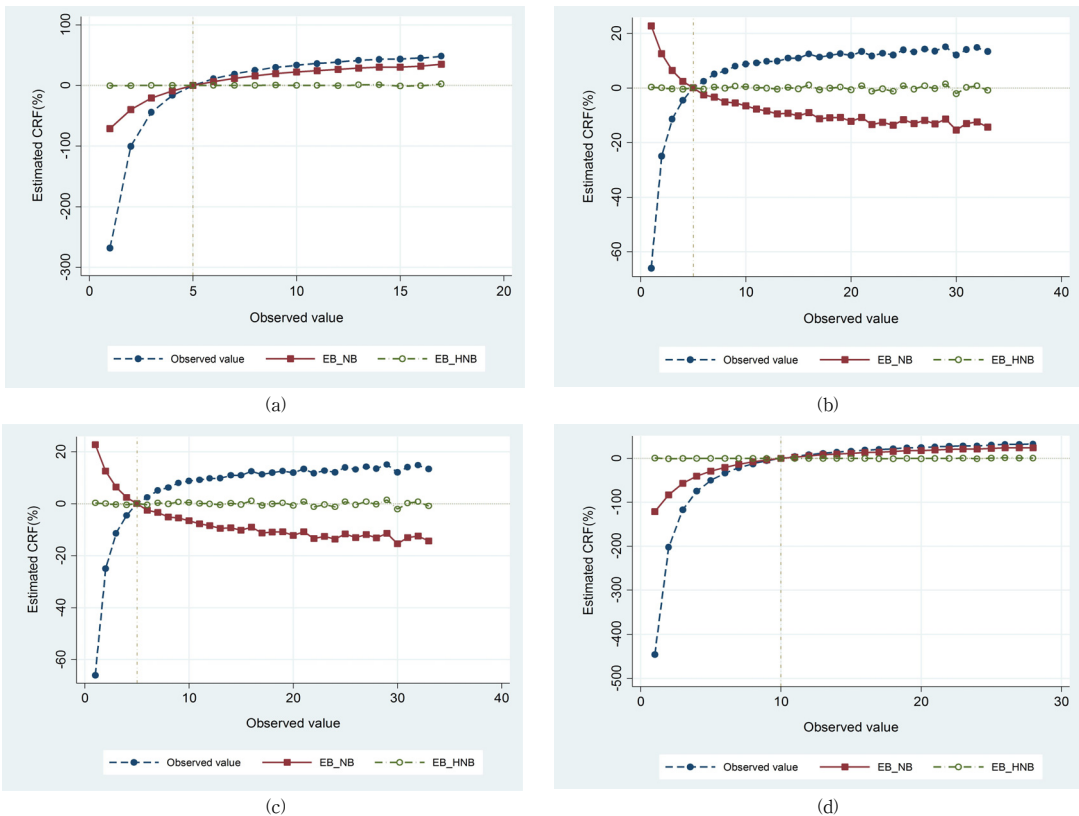 Estimated CRF(%)
100
0
-100
-200
-300
0 5 10 15 20
Observed value
Observed value EB_NB EB_HNB
(a)
Estimated CRF(%)
20
0
-20
-40
-60
0 10 20 30 40
Observed value
Observed value EB_NB EB_HNB
(b)
Estimated CRF(%)
20
0
-20
-40
-60
0 10 20 30 40
Observed value
Observed value EB_NB EB_HNB
(c)
Estimated CRF(%)
0
-100
-200
-300
-400
-500
0 10 20 30
Observed value
Observed value EB_NB EB_HNB
(d)